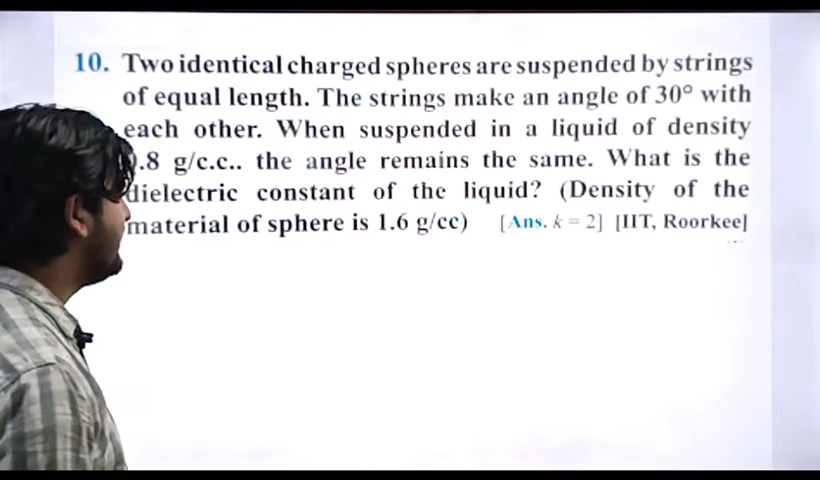 10. Two identical charged spheres are suspended by strings
of equal length. The strings make an angle of 30° with
each other. When suspended in a liquid of density
.8 g/c.c.. the angle remains the same. What is the
dielectric constant of the liquid? (Density of the
material of sphere is 1.6 g/cc) [Ans. k = 2] [IIT, Roorkee]